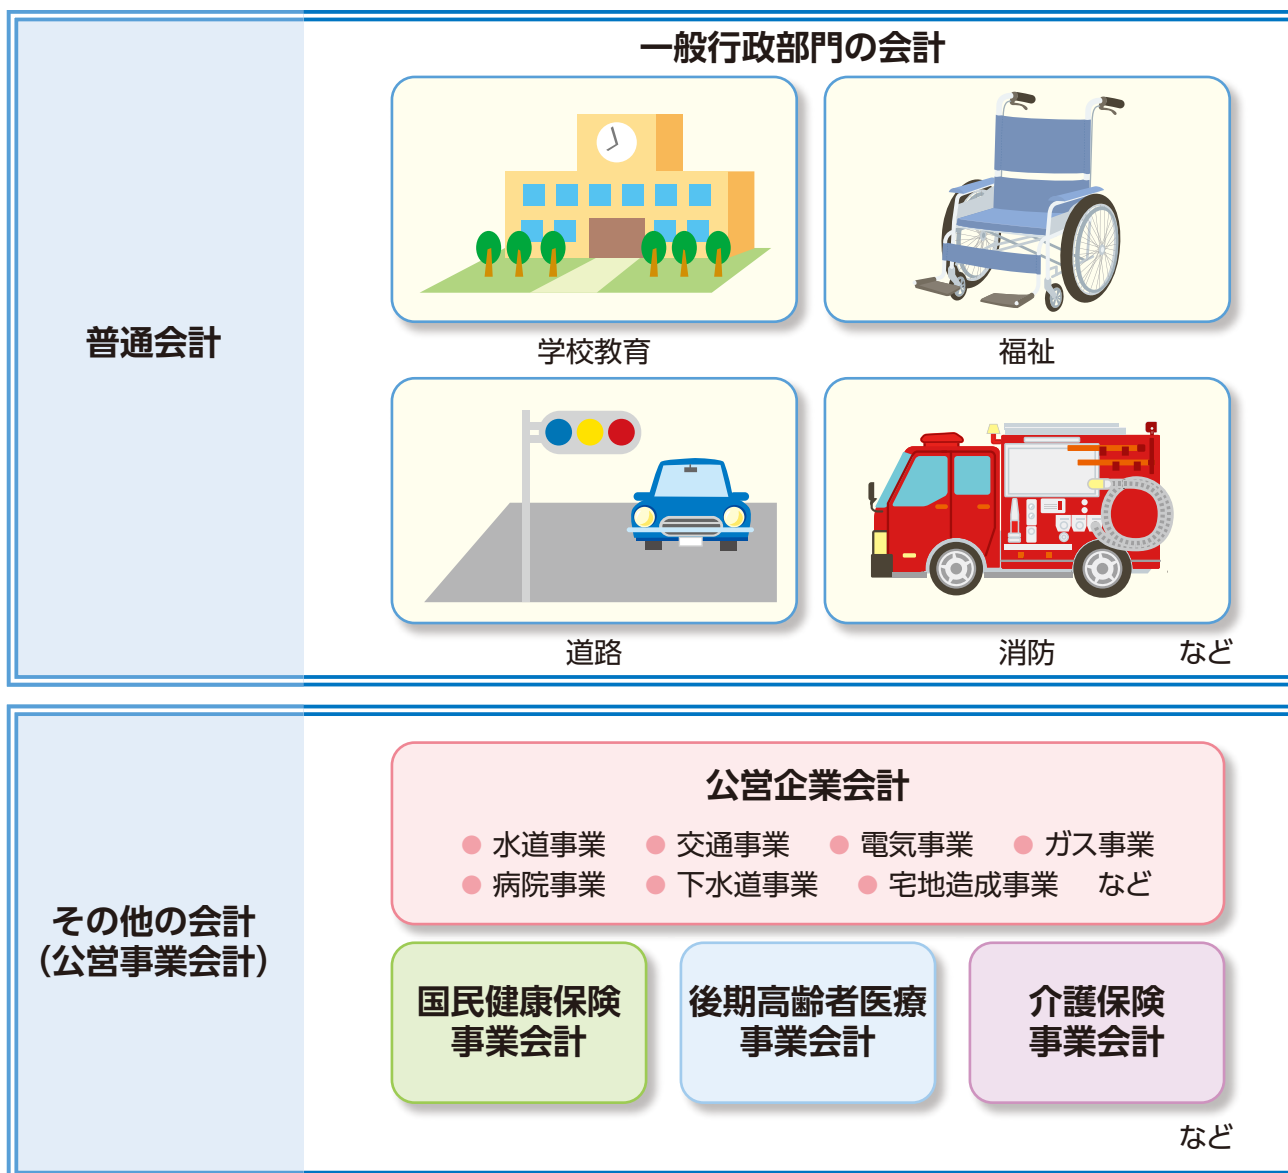 普通会計
一般行政部門の会計
学校教育
福祉
道路
消防
など
その他の会計
（公営事業会計）
公営企業会計
● 水道事業 ● 交通事業 ● 電気事業 ● ガス事業
● 病院事業 ● 下水道事業 ● 宅地造成事業 など
国民健康保険
事業会計
後期高齢者医療
事業会計
介護保険
事業会計
など